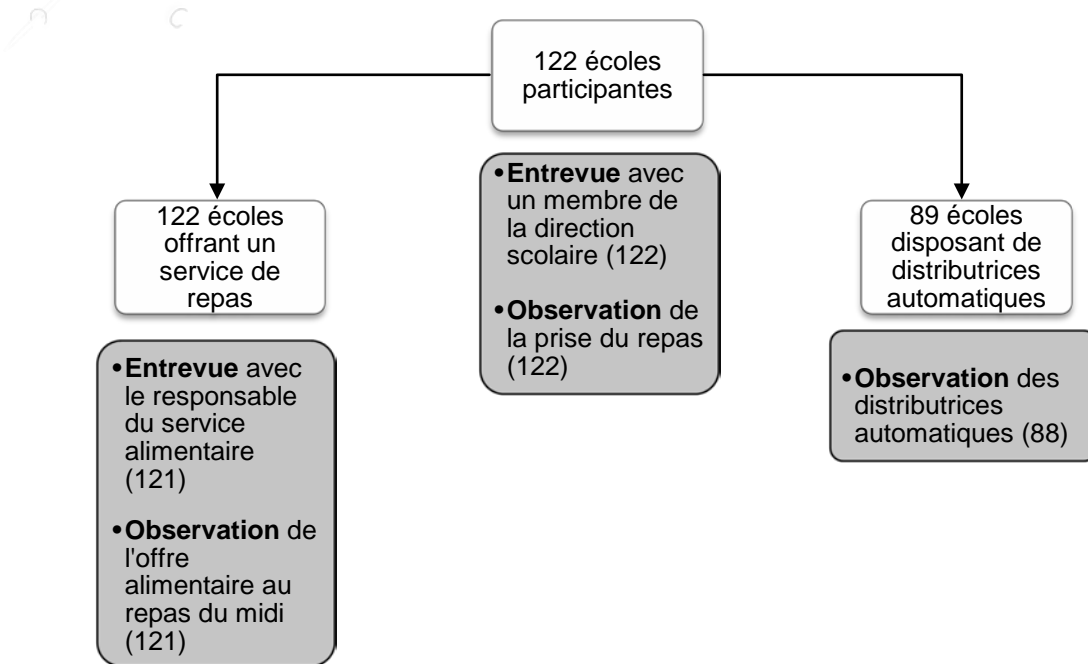 122 écoles
participantes
•Entrevue avec
un membre de
la direction
scolaire (122)
•Observation de
la prise du repas
(122)
122 écoles
offrant un
service de
repas
•Entrevue avec
le responsable
du service
alimentaire
(121)
•Observation de
l'offre
alimentaire au
repas du midi
(121)
89 écoles
disposant de
distributrices
automatiques
•Observation des
distributrices
automatiques (88)